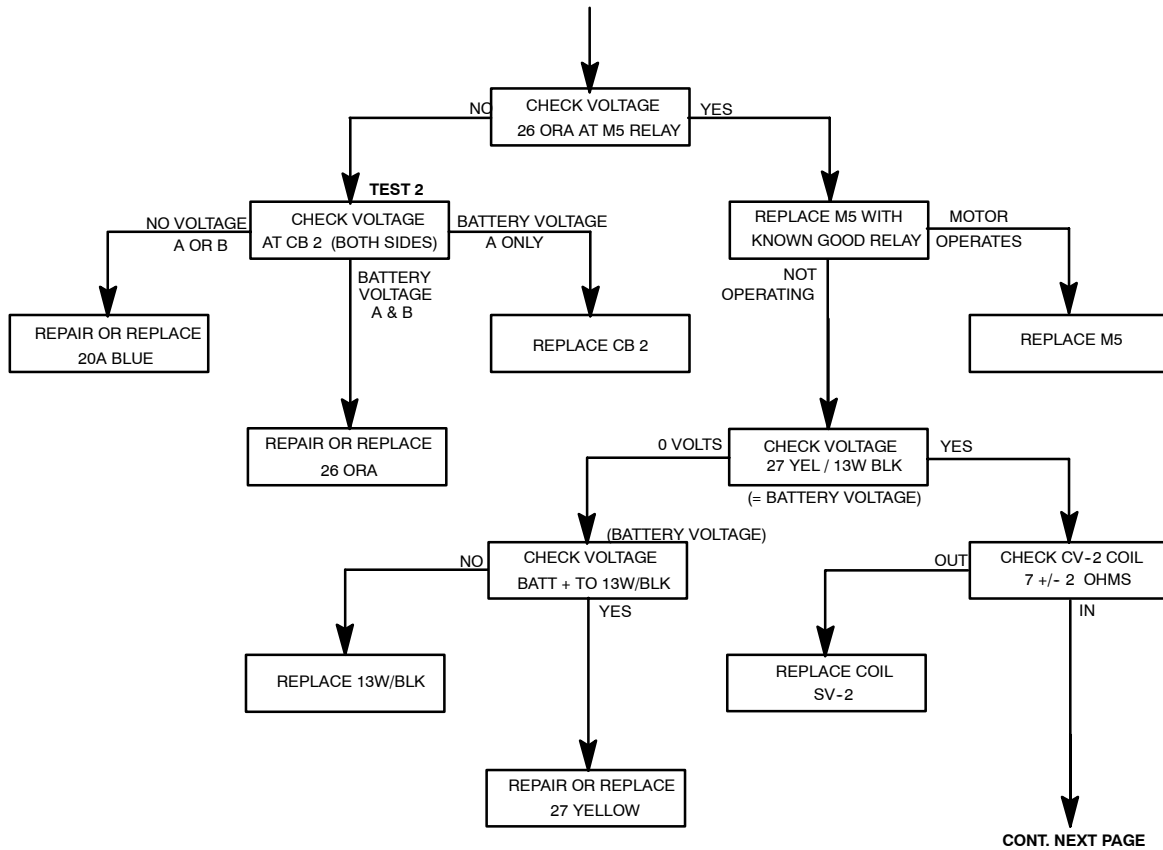 NO
CHECK VOLTAGE
26 ORA AT M5 RELAY
YES
TEST 2
NO VOLTAGE
A OR B
CHECK VOLTAGE
AT CB 2 (BOTH SIDES)
BATTERY VOLTAGE
A ONLY
BATTERY
VOLTAGE
A & B
REPLACE M5 WITH
KNOWN GOOD RELAY
MOTOR
OPERATES
NOT
OPERATING
REPAIR OR REPLACE
20A BLUE
REPLACE CB 2
REPLACE M5
REPAIR OR REPLACE
26 ORA
0 VOLTS
CHECK VOLTAGE
27 YEL / 13W BLK
YES
(= BATTERY VOLTAGE)
(BATTERY VOLTAGE)
NO
CHECK VOLTAGE
BATT + TO 13W/BLK
YES
OUT
CHECK CV-2 COIL
7 +/- 2 OHMS
IN
REPLACE 13W/BLK
REPLACE COIL
SV-2
REPAIR OR REPLACE
27 YELLOW
CONT. NEXT PAGE